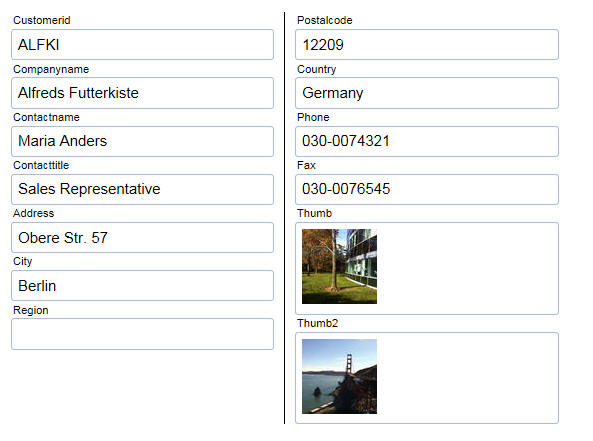 Customerid
ALFKI
Companyname
Alfreds Futterkiste
Contactname
Maria Anders
Contacttitle
Sales Representative
Address
Obere Str. 57
City
Berlin
Region
Postalcode
12209
Country
Germany
Phone
030-0074321
Fax
030-0076545
Thumb
Thumb2